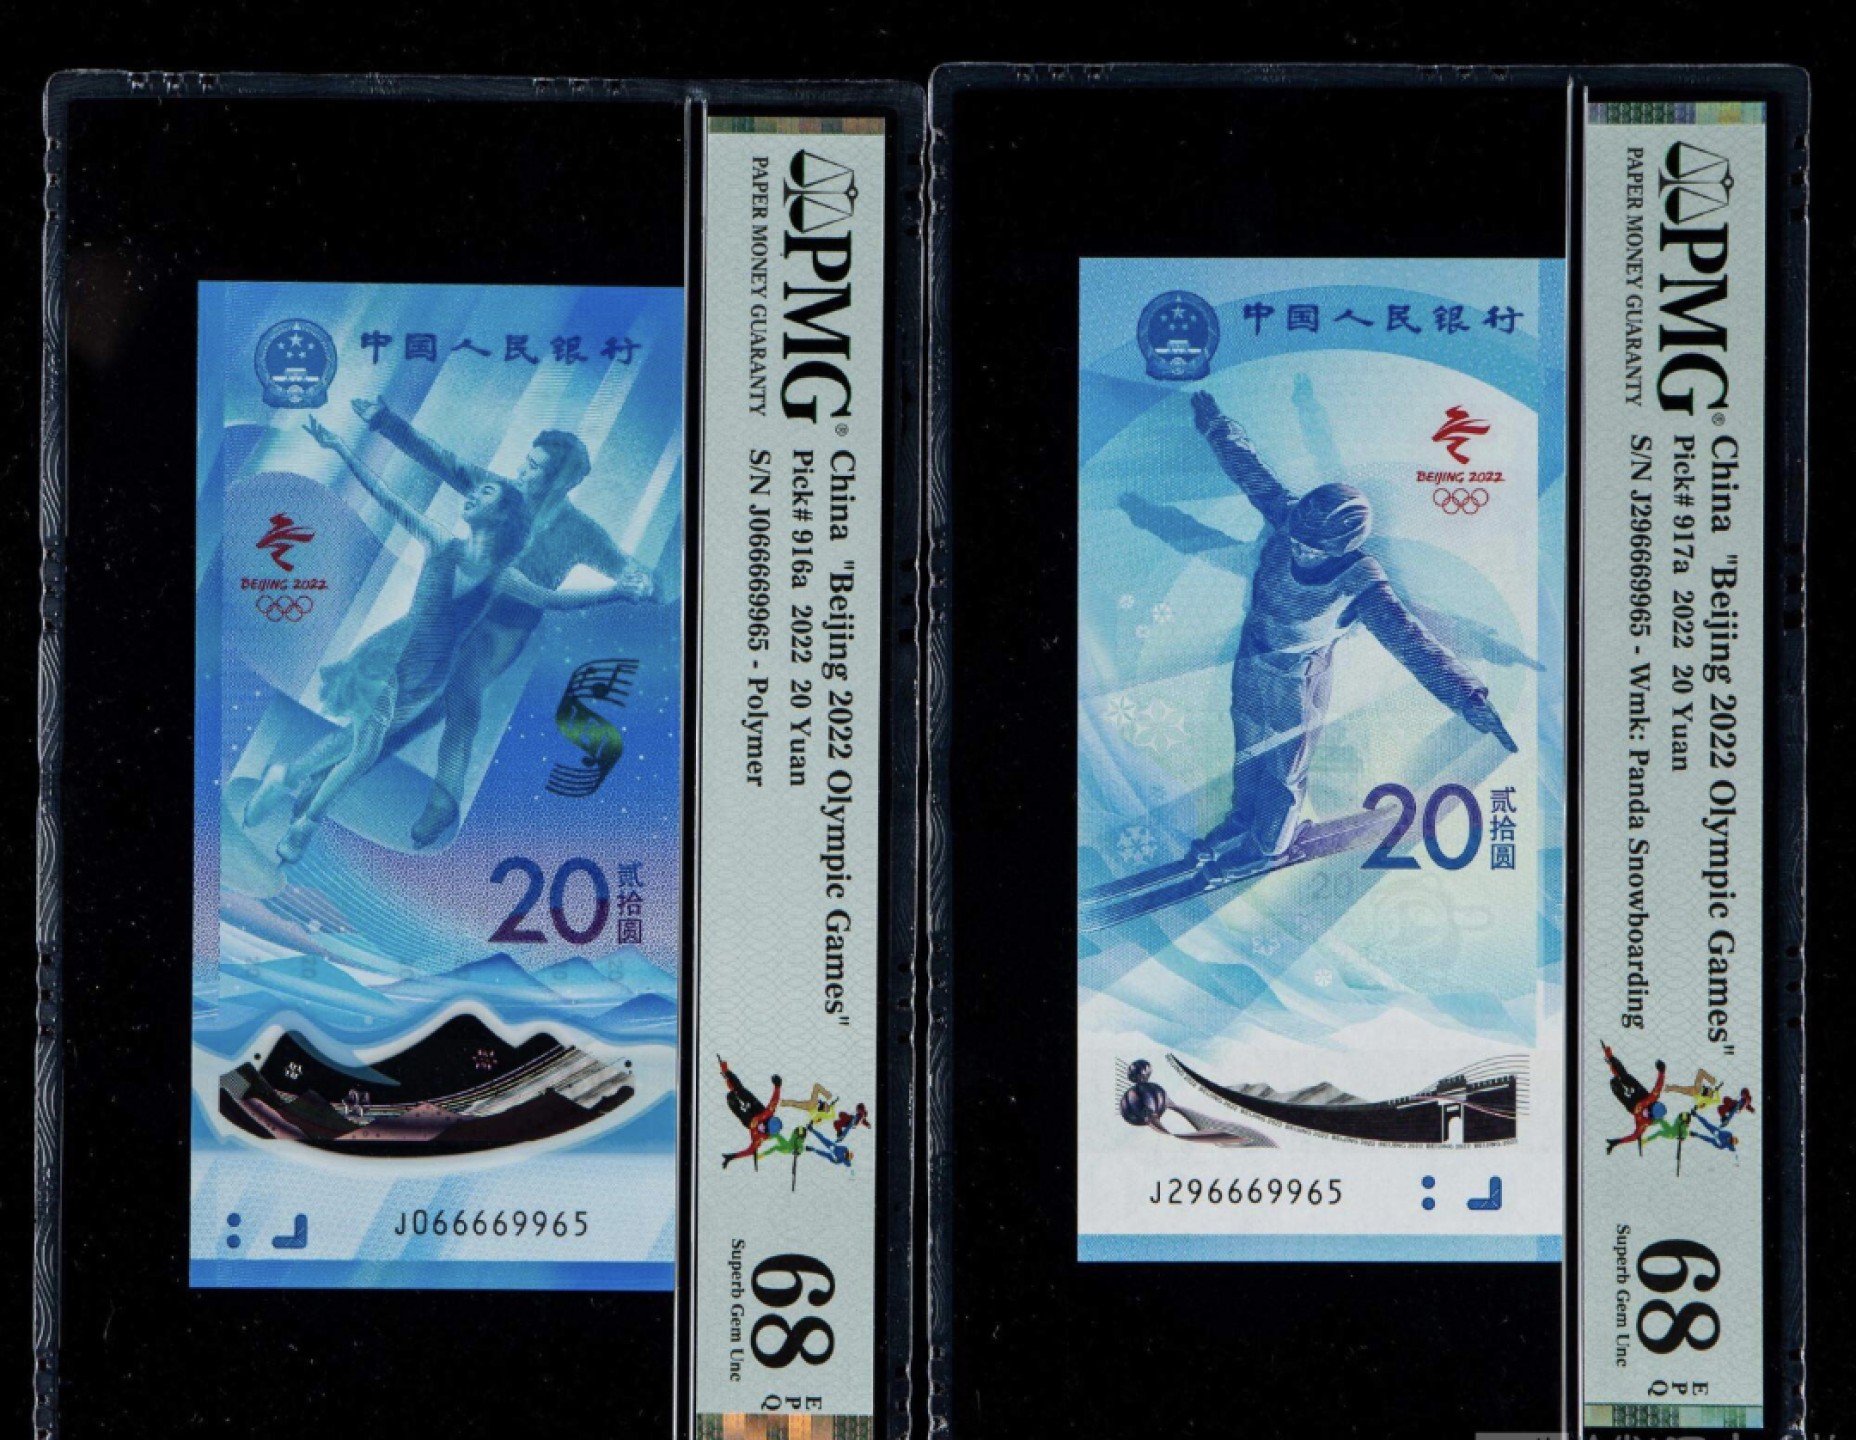 中国人民银行
BEIJING 2022
20
贰拾圆
J066669965
PMG®
PAPER MONEY GUARANTY
China "Beijing 2022 Olympic Games"
Pick# 916a 2022 20 Yuan
S/N J066669965 - Polymer
68
Superb Gem Unc
EPQ
中国人民银行
BEIJING 2022
20
贰拾圆
20
J296669965
PMG®
PAPER MONEY GUARANTY
China "Beijing 2022 Olympic Games"
Pick# 917a 2022 20 Yuan
S/N J296669965 - Wmk: Panda Snowboarding
68
Superb Gem Unc
EPQ